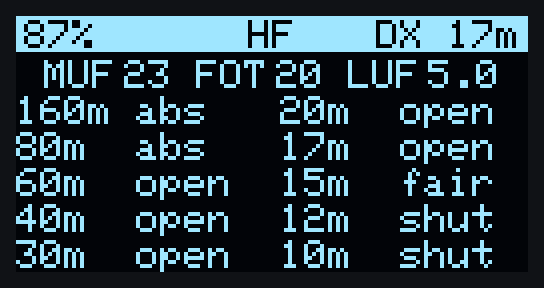 87% HF DX 17m
MUF 23 FOT 20 LUF 5.0
160m abs 20m open
80m abs 17m open
60m open 15m fair
40m open 12m shut
30m open 10m shut